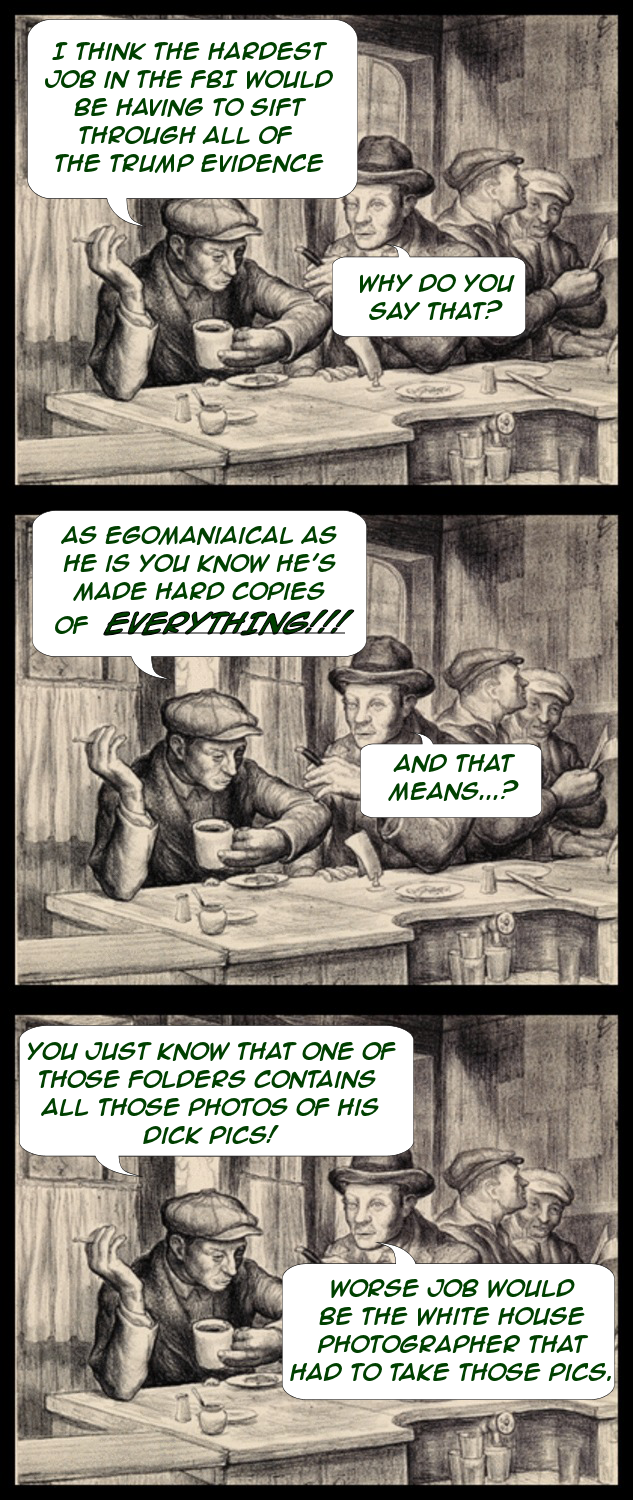 I THINK THE HARDEST
JOB IN THE FBI WOULD
BE HAVING TO SIFT
THROUGH ALL OF
THE TRUMP EVIDENCE
WHY DO YOU
SAY THAT?
AS EGOMANIAICAL AS
HE IS YOU KNOW HE'S
MADE HARD COPIES
OF EVERYTHING!!!
AND THAT
MEANS...?
YOU JUST KNOW THAT ONE OF
THOSE FOLDERS CONTAINS
ALL THOSE PHOTOS OF HIS
DICK PICS!
WORSE JOB WOULD
BE THE WHITE HOUSE
PHOTOGRAPHER THAT
HAD TO TAKE THOSE PICS.